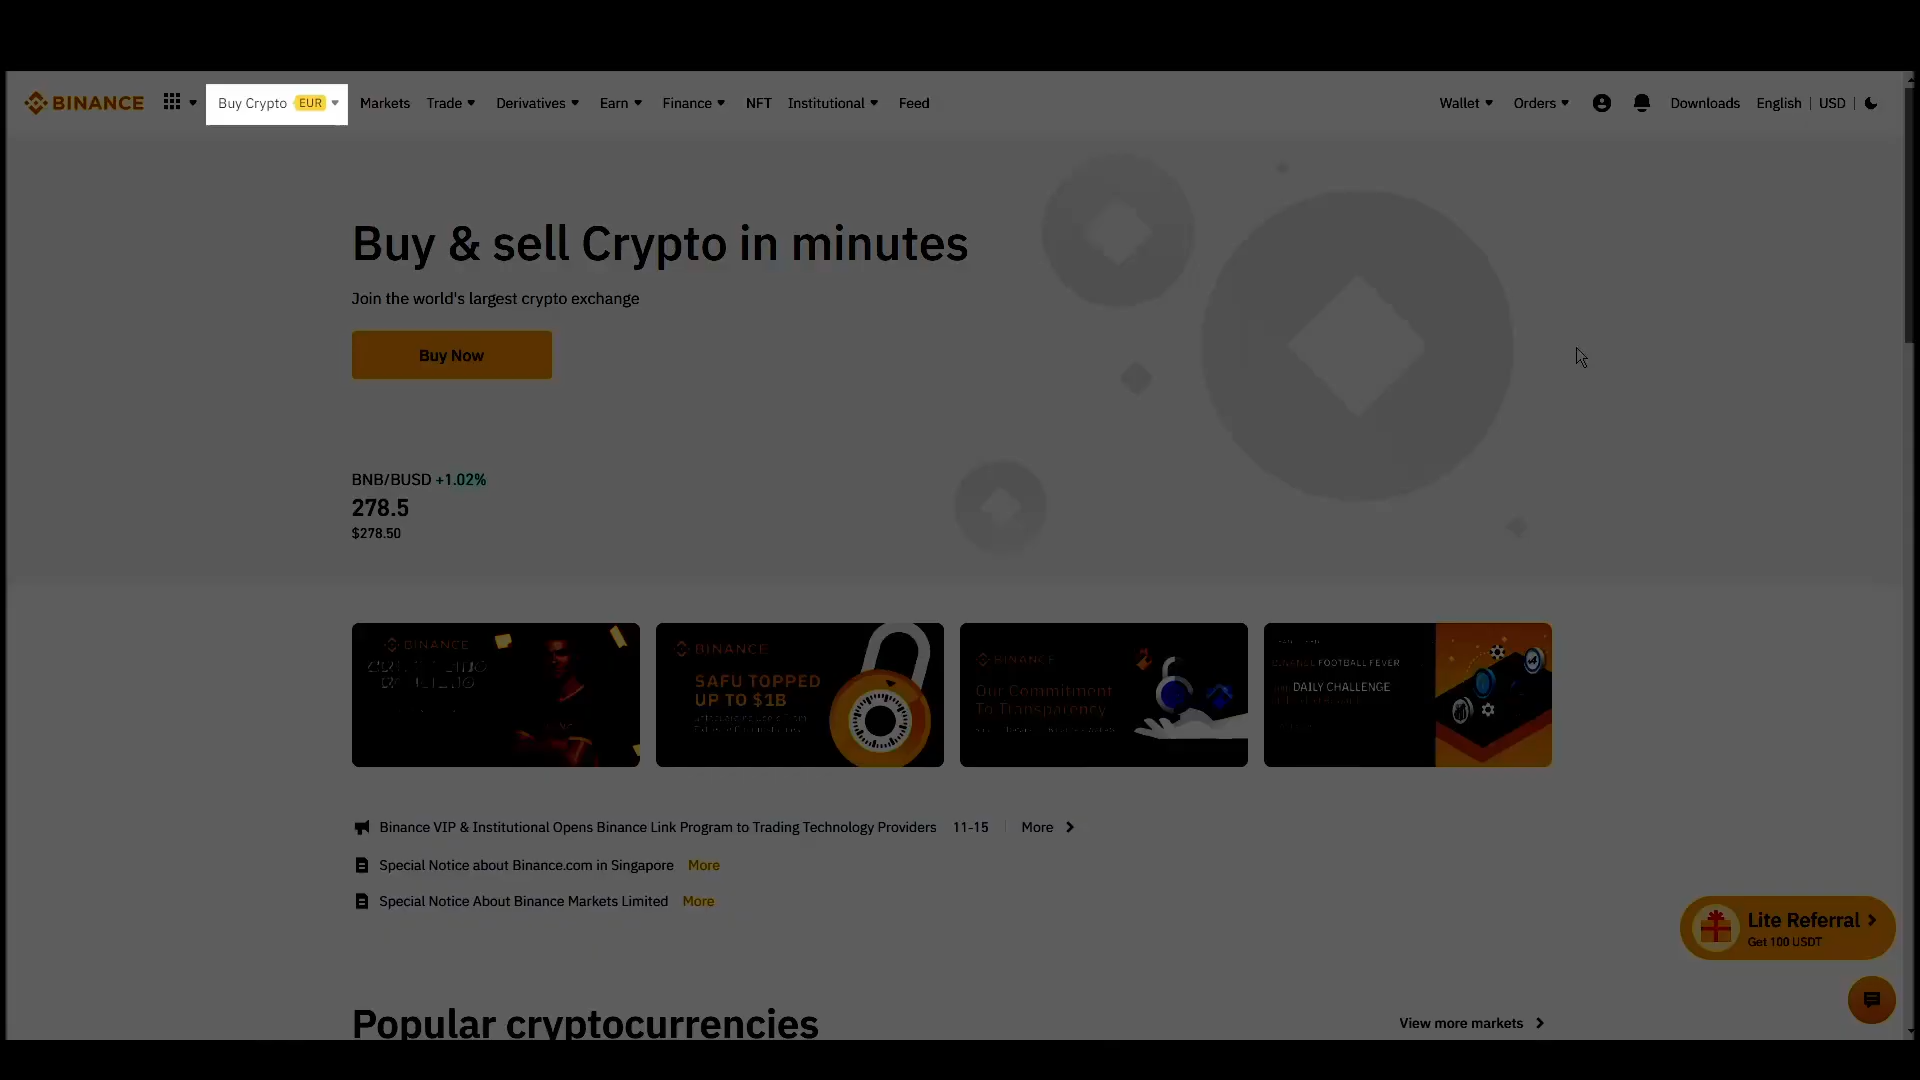 BINANCE
Buy Crypto EUR
Markets
Trade
Derivatives
Earn
Finance
NFT
Institutional
Feed
Wallet
Orders
Downloads
English
USD
Buy & sell Crypto in minutes
Join the world's largest crypto exchange
Buy Now
BNB/BUSD +1.02%
278.5
$278.50
BINANCE
BINANCE
SAFU TOPPED
UP TO $1B
BINANCE
Our Commitment
To Transparency
FOOTBALL FEVER
DAILY CHALLENGE
Binance VIP & Institutional Opens Binance Link Program to Trading Technology Providers 11-15 More
Special Notice about Binance.com in Singapore More
Special Notice About Binance Markets Limited More
Lite Referral
Get 100 USDT
Popular cryptocurrencies
View more markets